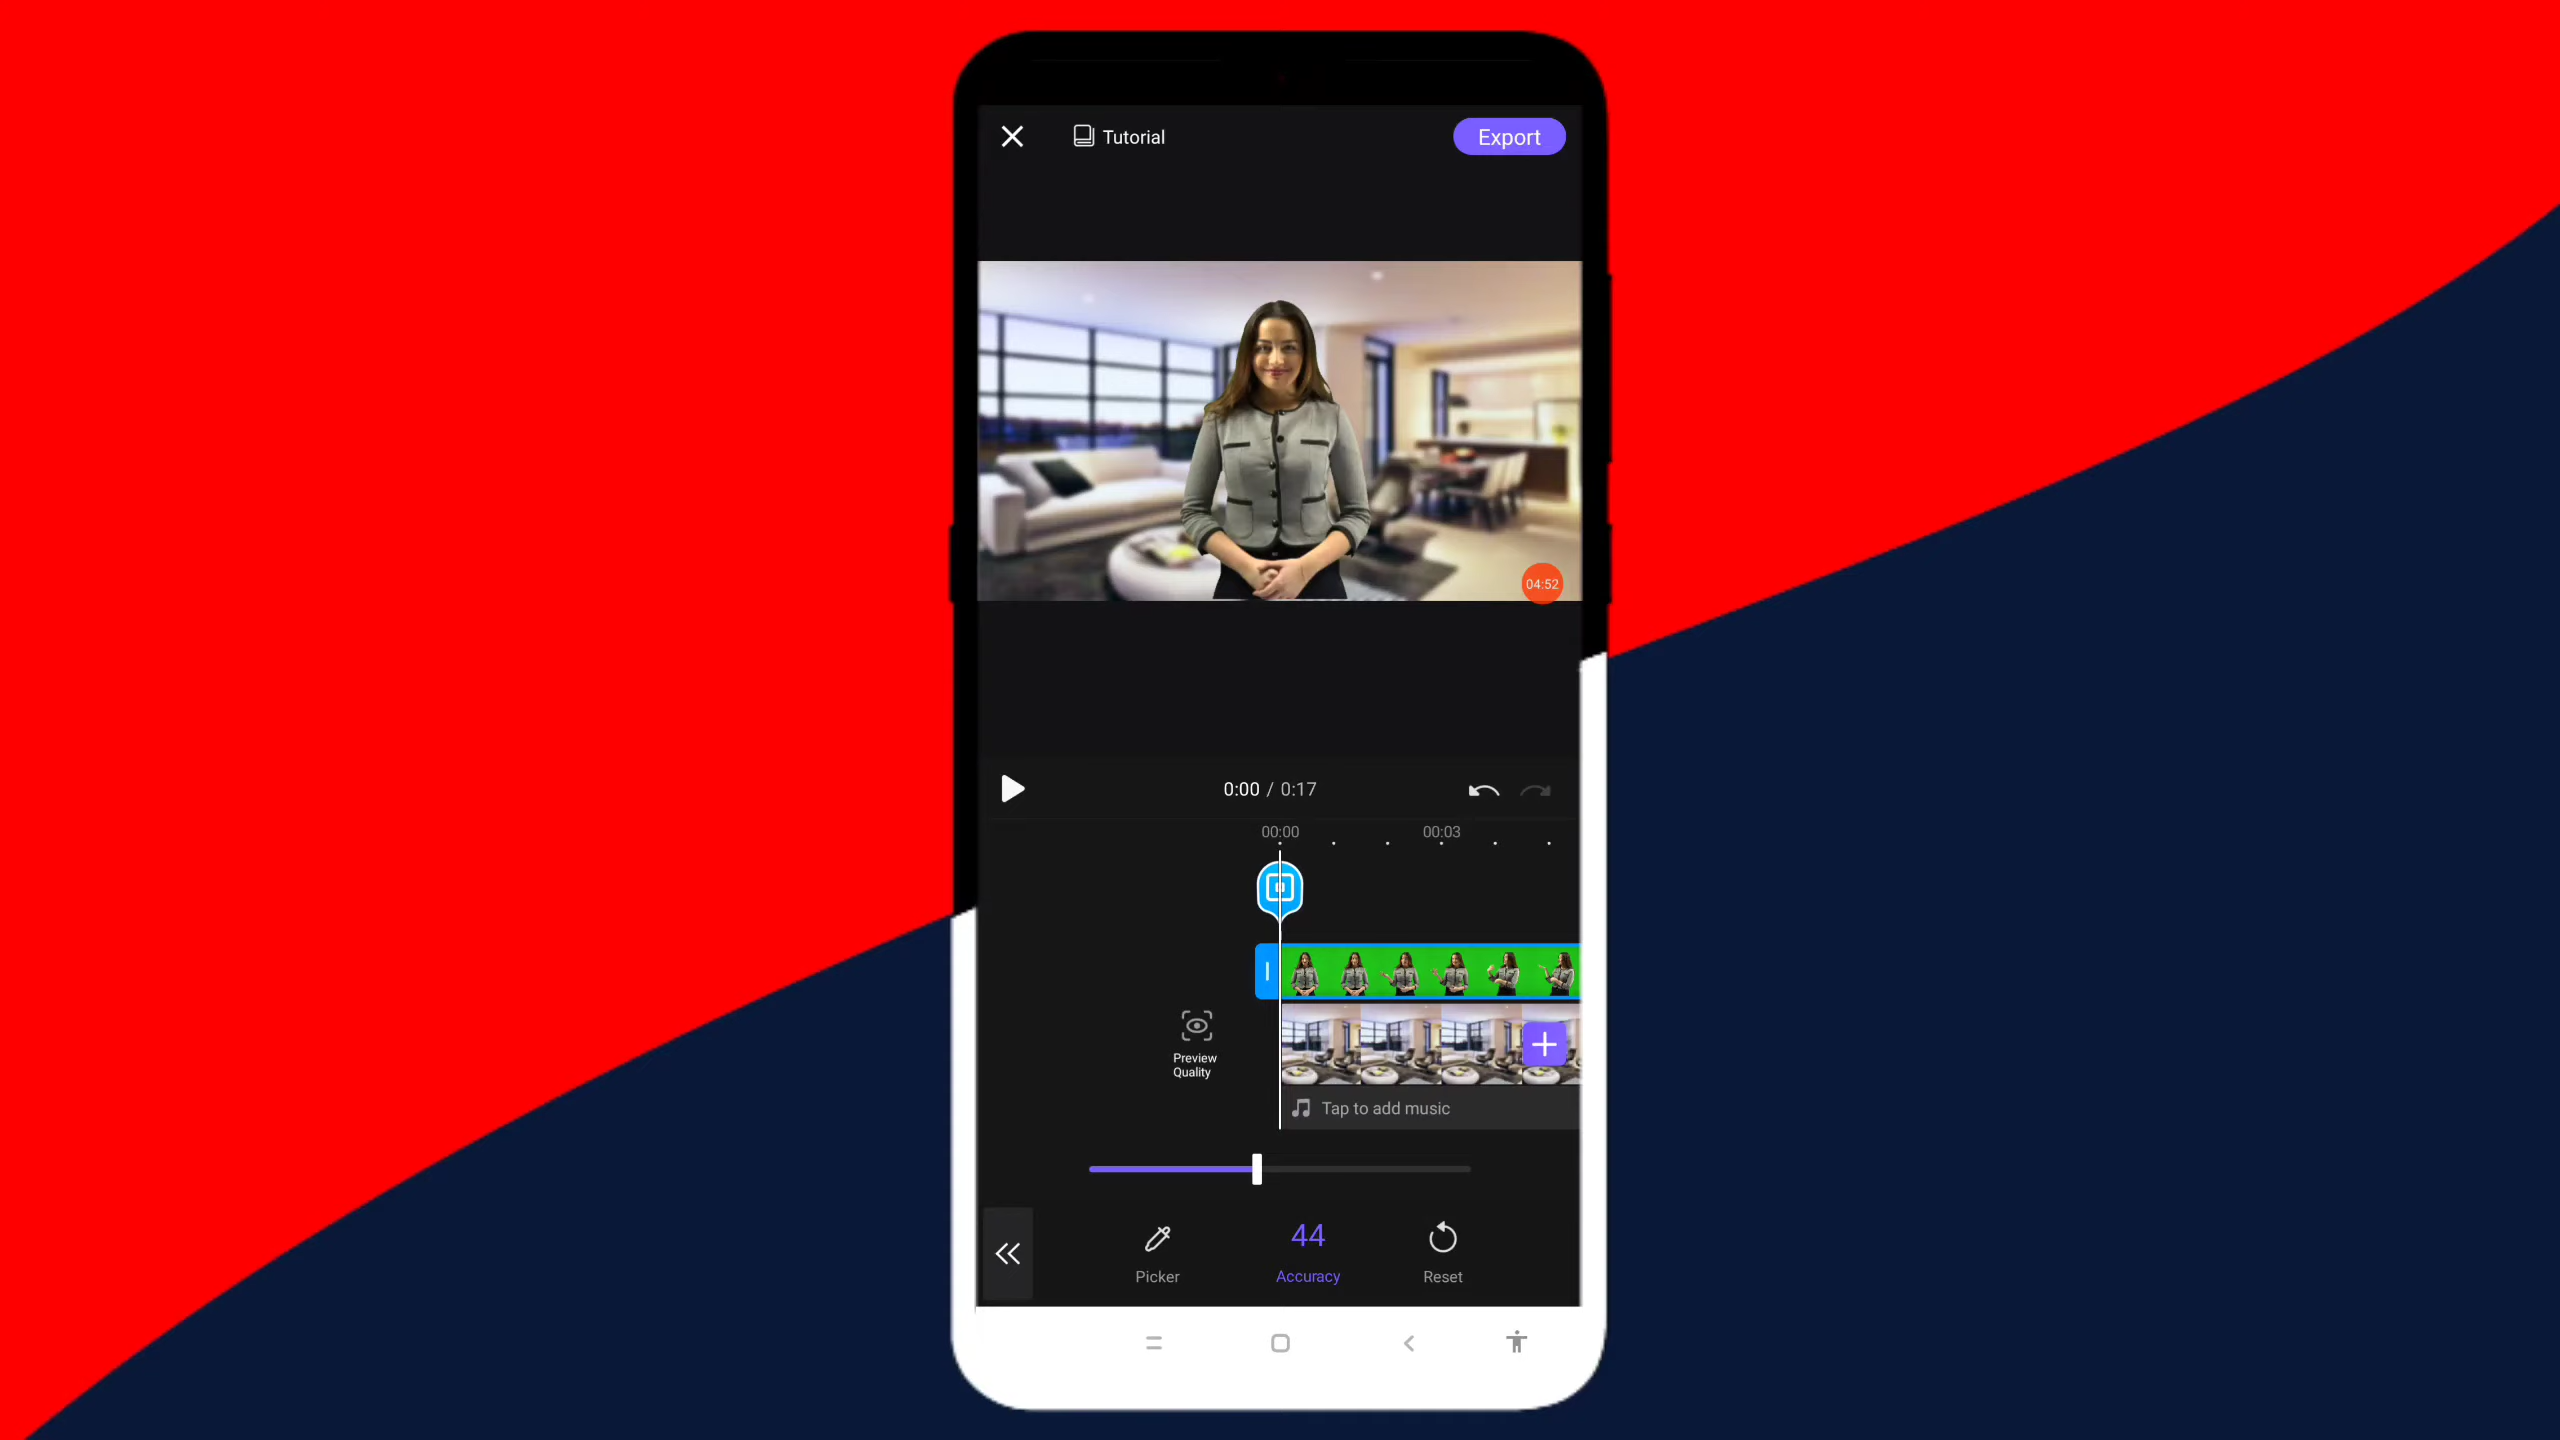 Tutorial
Export
04:52
0:00 / 0:17
00:00
00:03
Preview
Quality
Tap to add music
44
Picker
Accuracy
Reset